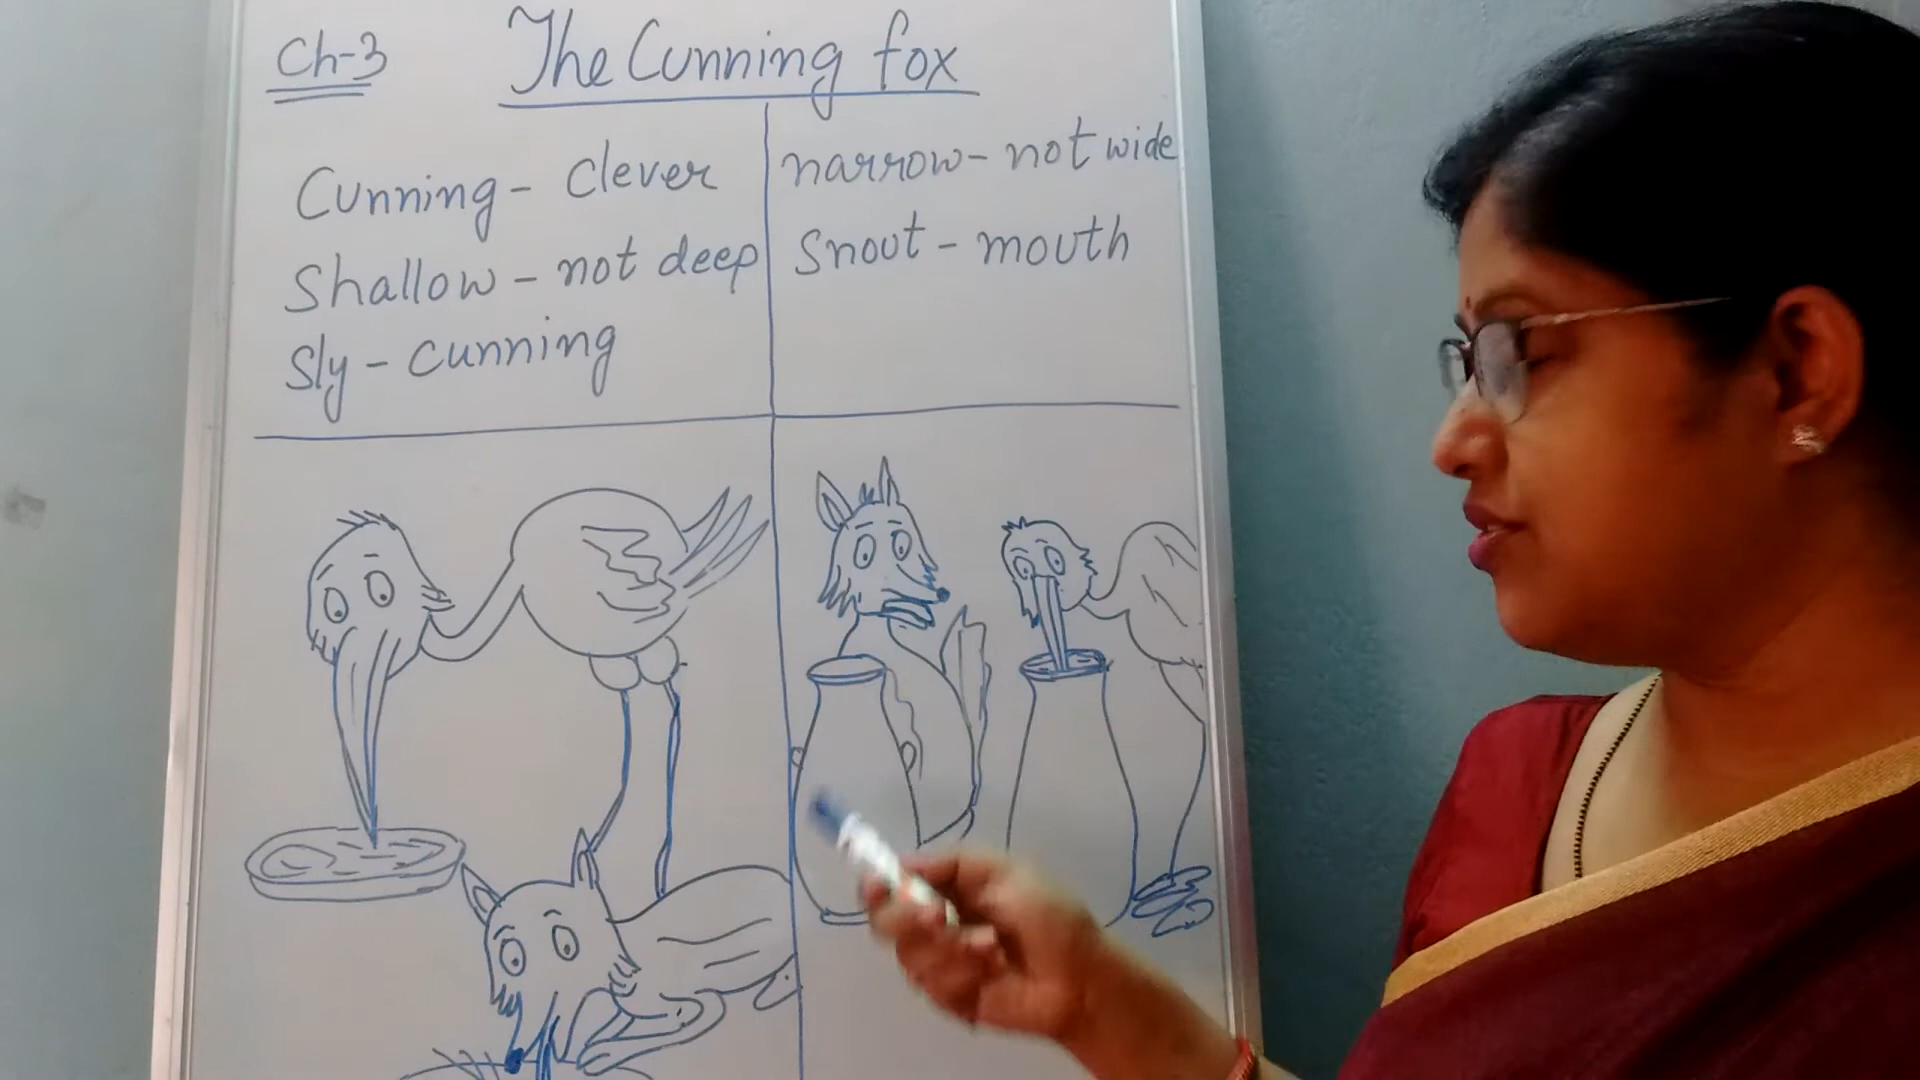 Ch-3 The Cunning fox
Cunning - clever
Shallow - not deep
Sly - cunning
narrow - not wide
Snout - mouth